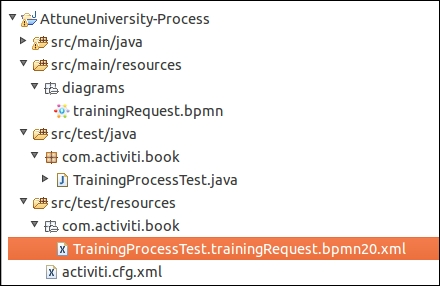 AttuneUniversity-Process
src/main/java
src/main/resources
diagrams
trainingRequest.bpmn
src/test/java
com.activiti.book
TrainingProcessTest.java
src/test/resources
com.activiti.book
TrainingProcessTest.trainingRequest.bpmn20.xml
activiti.cfg.xml